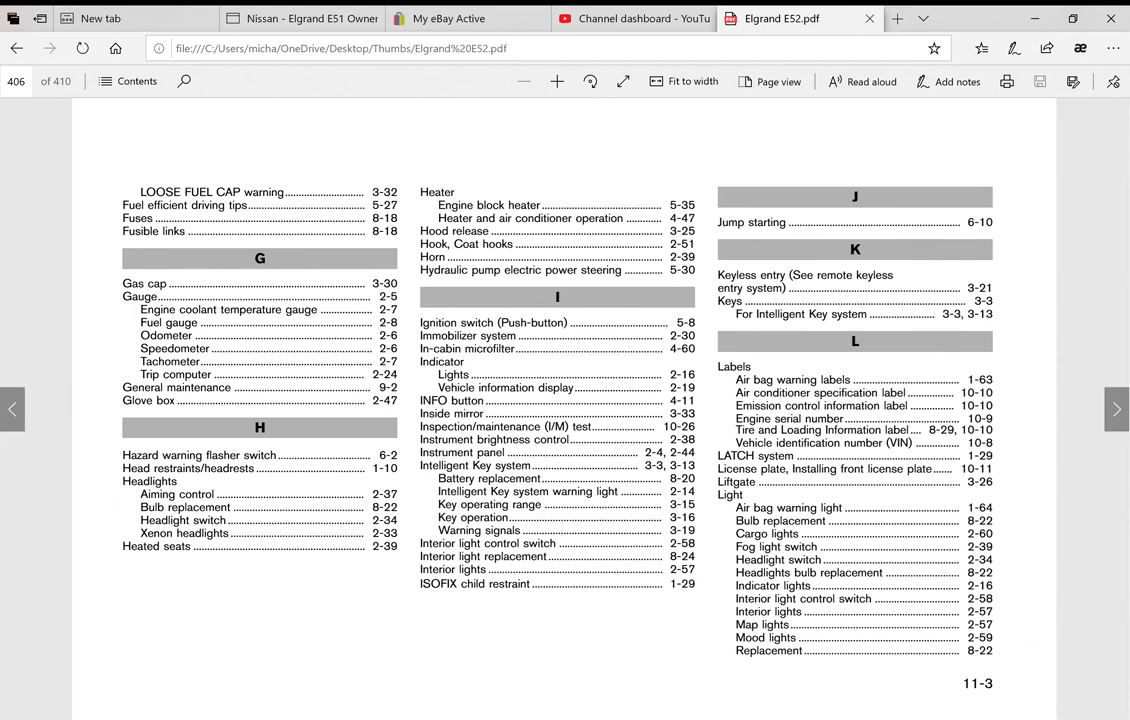 New tab
Nissan - Elgrand E51 Owner
My eBay Active
Channel dashboard - YouTu
Elgrand E52.pdf
file:///C:/Users/micha/OneDrive/Desktop/Thumbs/Elgrand%20E52.pdf
406 of 410
Contents
Fit to width
Page view
Read aloud
Add notes
LOOSE FUEL CAP warning............................ 3-32
Fuel efficient driving tips............................................ 5-27
Fuses ............................................................................ 8-18
Fusible links ................................................................ 8-18
G
Gas cap ........................................................................ 3-30
Gauge............................................................................ 2-5
Engine coolant temperature gauge .................. 2-7
Fuel gauge ............................................................ 2-8
Odometer .............................................................. 2-6
Speedometer........................................................ 2-6
Tachometer............................................................ 2-7
Trip computer ...................................................... 2-24
General maintenance .................................................. 9-2
Glove box...................................................................... 2-47
H
Hazard warning flasher switch.................................. 6-2
Head restraints/headrests.......................................... 1-10
Headlights
Aiming control ...................................................... 2-37
Bulb replacement ................................................ 8-22
Headlight switch.................................................. 2-34
Xenon headlights.................................................. 2-33
Heated seats ................................................................ 2-39
Heater
Engine block heater............................................ 5-35
Heater and air conditioner operation ............ 4-47
Hood release ................................................................ 3-25
Hook, Coat hooks ...................................................... 2-51
Horn................................................................................ 2-39
Hydraulic pump electric power steering .............. 5-30
I
Ignition switch (Push-button) .................................... 5-8
Immobilizer system ...................................................... 2-30
In-cabin microfilter...................................................... 4-60
Indicator
Lights...................................................................... 2-16
Vehicle information display................................ 2-19
INFO button.................................................................. 4-11
Inside mirror.................................................................. 3-33
Inspection/maintenance (I/M) test.......................... 10-26
Instrument brightness control.................................... 2-38
Instrument panel .................................................. 2-4, 2-44
Intelligent Key system.......................................... 3-3, 3-13
Battery replacement............................................ 8-20
Intelligent Key system warning light .............. 2-14
Key operating range .......................................... 3-15
Key operation........................................................ 3-16
Warning signals .................................................. 3-19
Interior light control switch ...................................... 2-58
Interior light replacement.......................................... 8-24
Interior lights ................................................................ 2-57
ISOFIX child restraint................................................ 1-29
J
Jump starting .............................................................. 6-10
K
Keyless entry (See remote keyless
entry system) .............................................................. 3-21
Keys................................................................................ 3-3
For Intelligent Key system ........................ 3-3, 3-13
L
Labels
Air bag warning labels ...................................... 1-63
Air conditioner specification label.................. 10-10
Emission control information label .................. 10-10
Engine serial number.......................................... 10-9
Tire and Loading Information label.... 8-29, 10-10
Vehicle identification number (VIN) ................ 10-8
LATCH system ............................................................ 1-29
License plate, Installing front license plate........ 10-11
Liftgate .......................................................................... 3-26
Light
Air bag warning light .......................................... 1-64
Bulb replacement ................................................ 8-22
Cargo lights .......................................................... 2-60
Fog light switch .................................................... 2-39
Headlight switch.................................................. 2-34
Headlights bulb replacement .......................... 8-22
Indicator lights...................................................... 2-16
Interior light control switch .............................. 2-58
Interior lights ........................................................ 2-57
Map lights.............................................................. 2-57
Mood lights .......................................................... 2-59
Replacement........................................................ 8-22
11-3